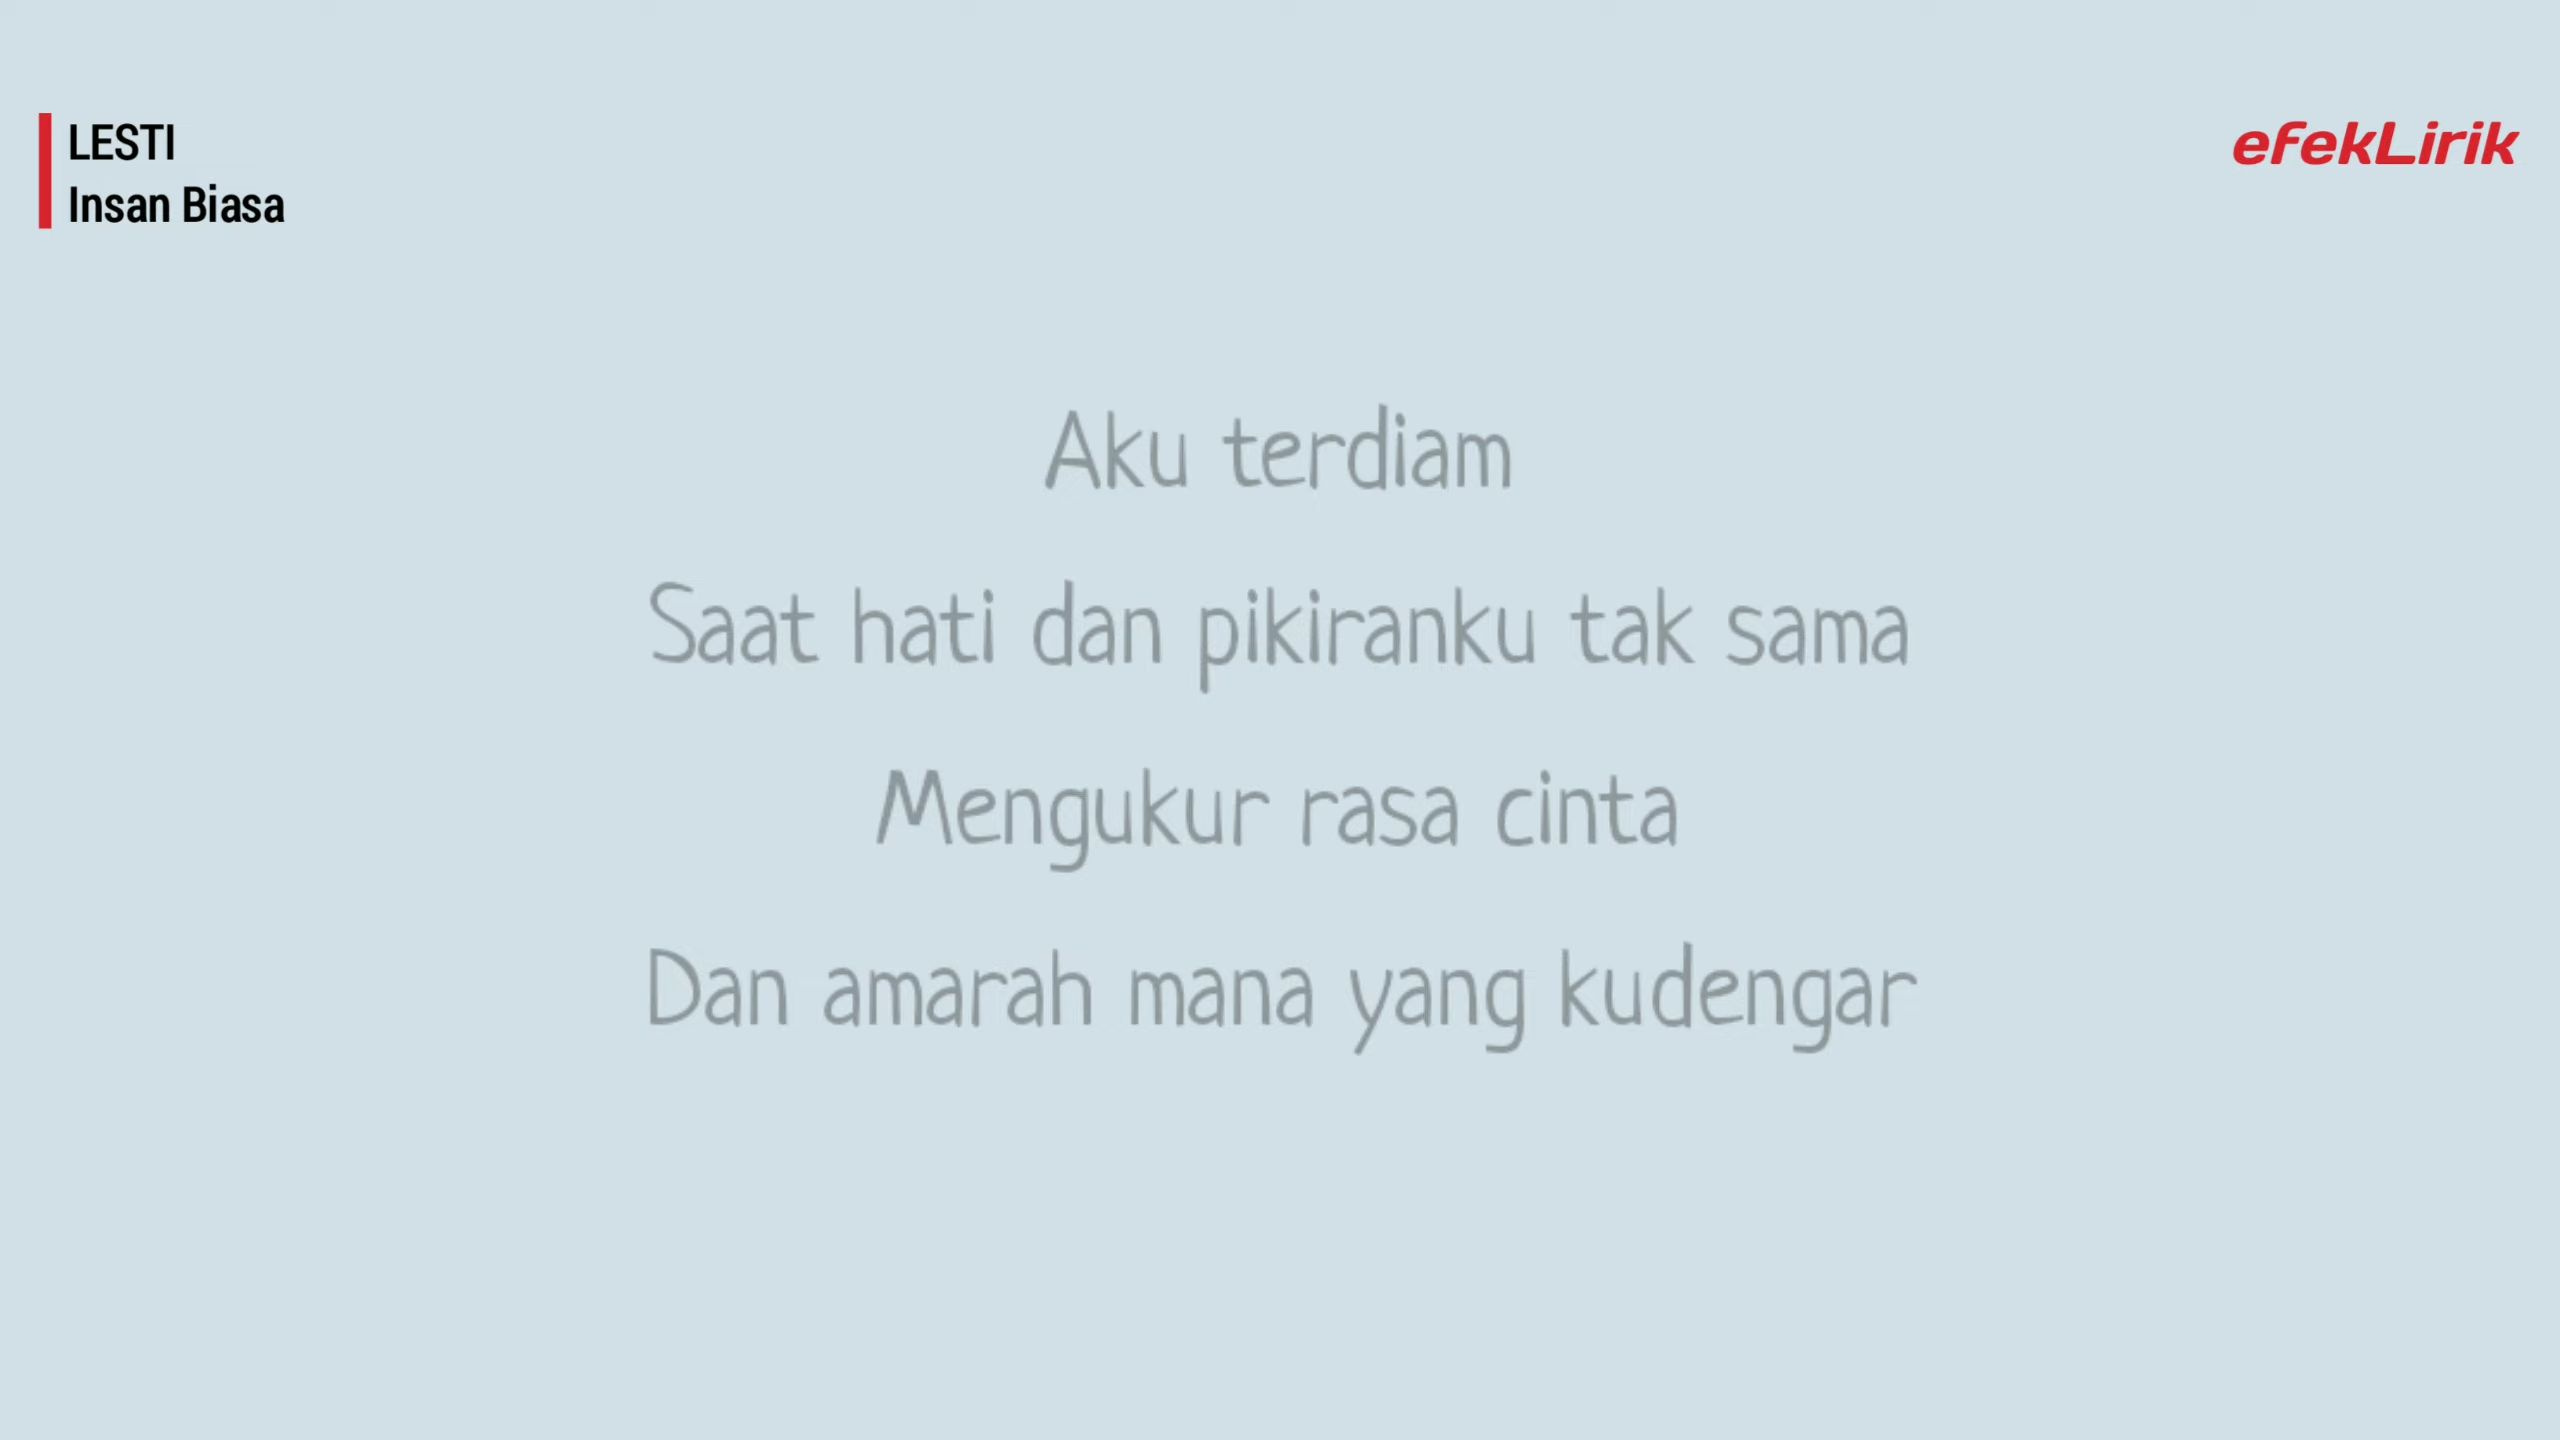 LESTI
Insan Biasa
efekLirik
Aku terdiam
Saat hati dan pikiranku tak sama
Mengukur rasa cinta
Dan amarah mana yang kudengar